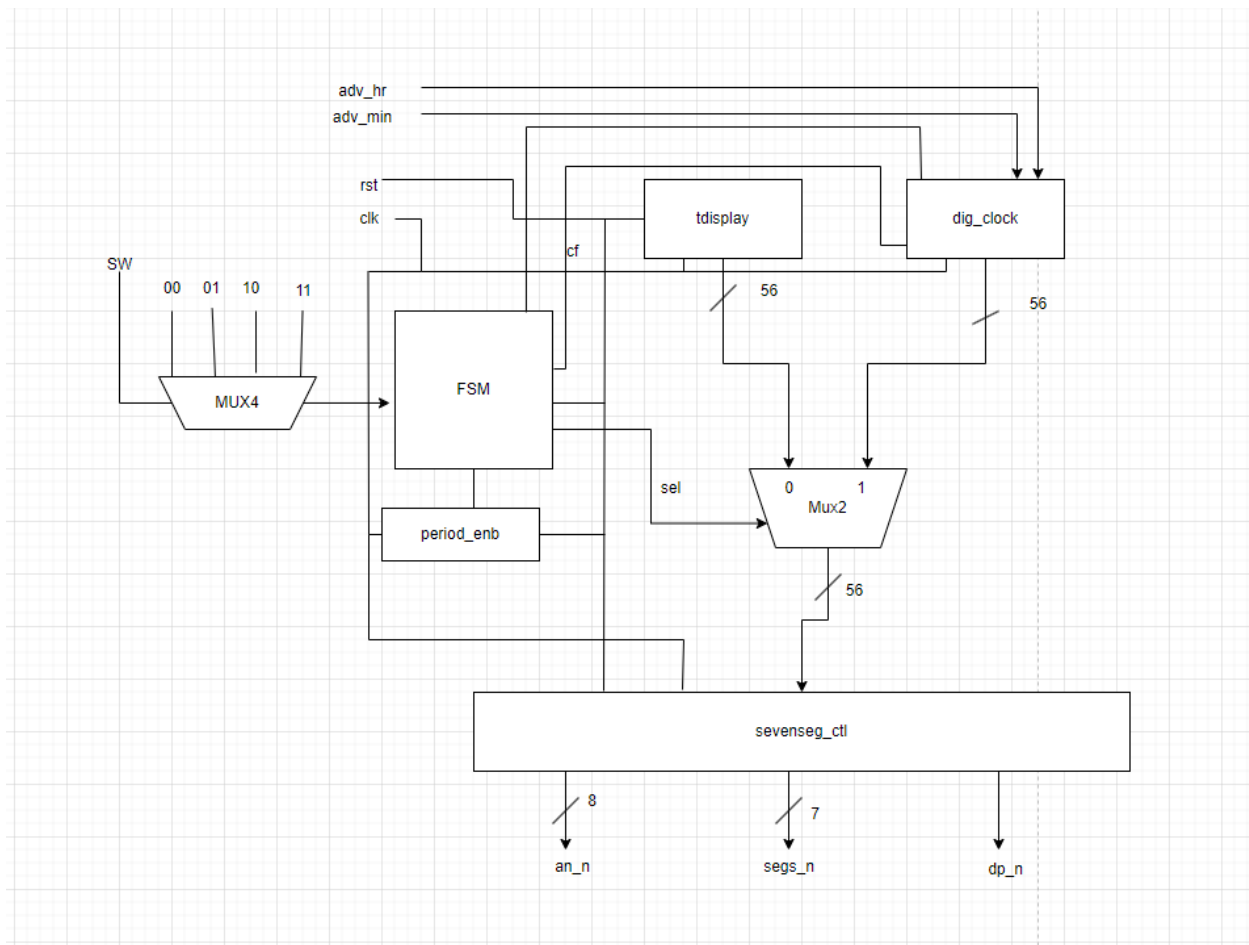 adv_hr
adv_min
rst
clk
tdisplay
dig_clock
cf
SW
00
01
10
11
56
56
MUX4
FSM
sel
0
1
Mux2
period_enb
56
sevenseg_ctl
8
7
an_n
segs_n
dp_n